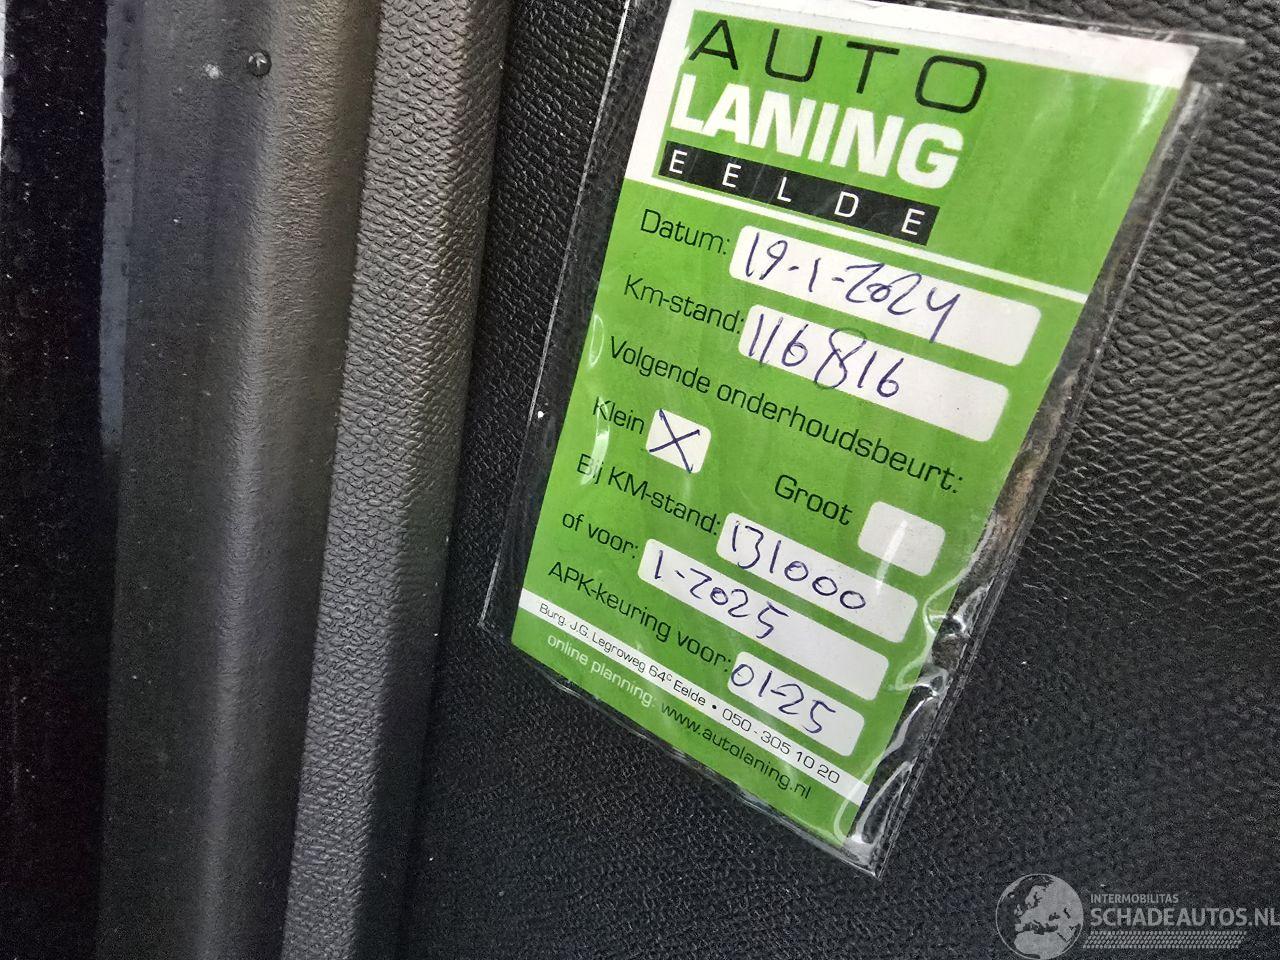 AUTO
LANING
EELDE
Datum: 19-1-2024
Km-stand: 116816
Volgende onderhoudsbeurt:
Klein X Groot
Bij KM-stand: 131000
of voor: 1-2025
APK-keuring voor: 01-25
Burg. J.G. Legroweg 64c Eelde • 050 - 305 10 20
online planning: www.autolaning.nl
INTERMOBILITAS
SCHADEAUTOS.NL